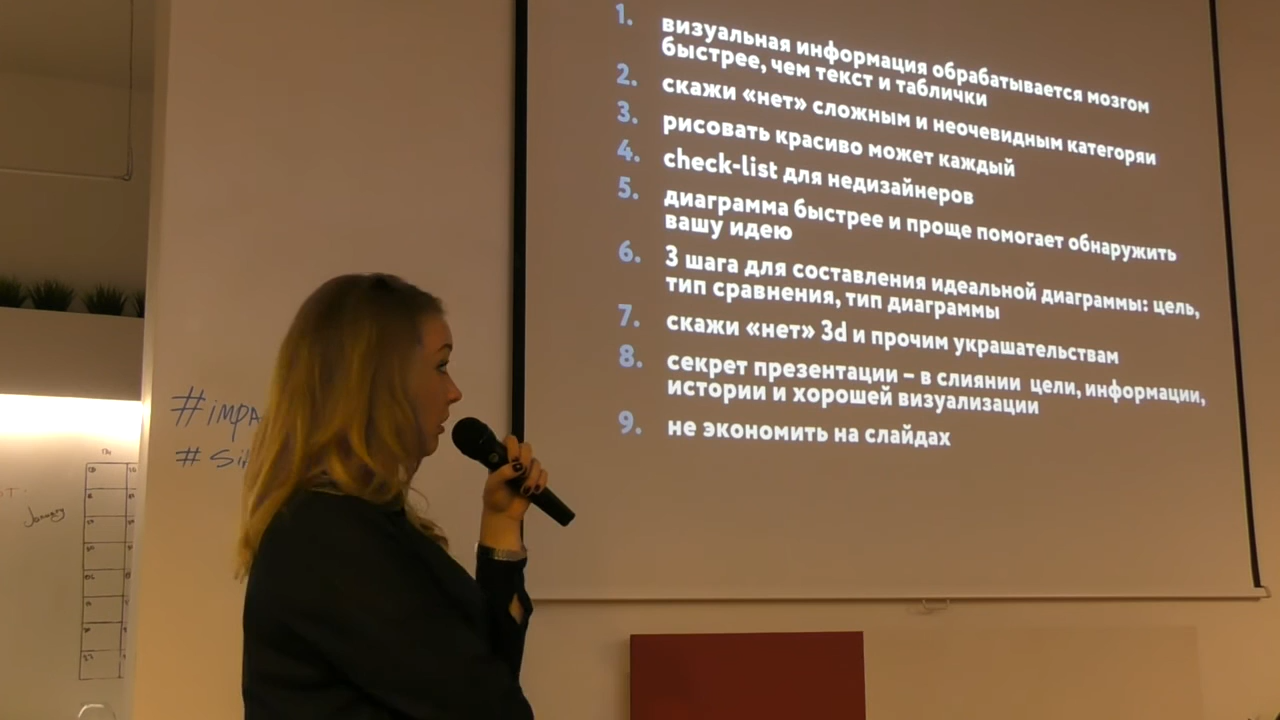 1. визуальная информация обрабатывается мозгом
быстрее, чем текст и таблички
2. скажи «нет» сложным и неочевидным категоряи
3. рисовать красиво может каждый
4. check-list для недизайнеров
5. диаграмма быстрее и проще помогает обнаружить
вашу идею
6. 3 шага для составления идеальной диаграммы: цель,
тип сравнения, тип диаграммы
7. скажи «нет» 3d и прочим украшательствам
8. секрет презентации – в слиянии цели, информации,
истории и хорошей визуализации
9. не экономить на слайдах
#impa
# Si
January